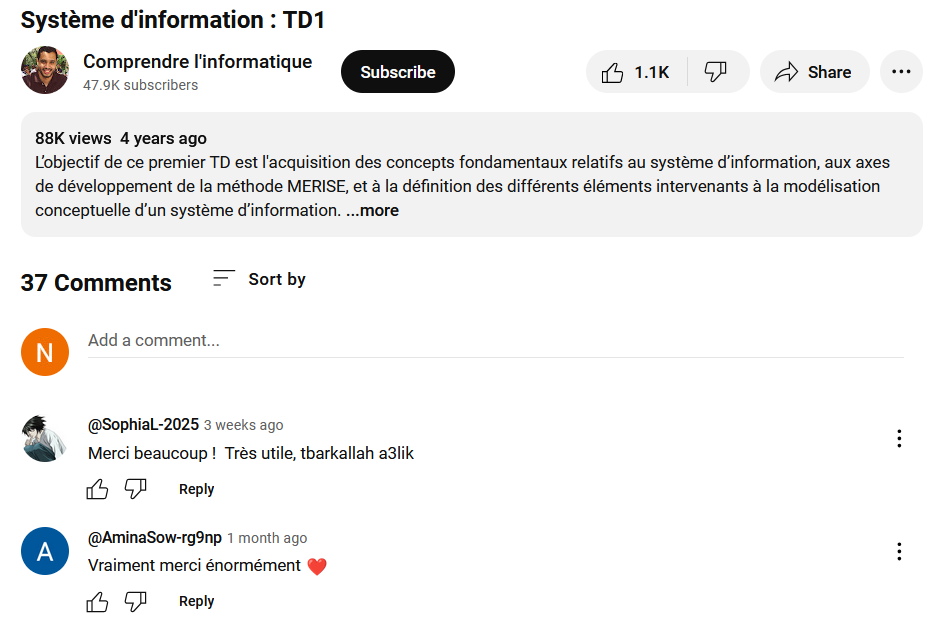 Système d'information : TD1
Comprendre l'informatique
47.9K subscribers
Subscribe
1.1K
Share
88K views 4 years ago
L’objectif de ce premier TD est l'acquisition des concepts fondamentaux relatifs au système d’information, aux axes
de développement de la méthode MERISE, et à la définition des différents éléments intervenants à la modélisation
conceptuelle d’un système d’information. ...more
37 Comments
Sort by
N
Add a comment...
@SophiaL-2025 3 weeks ago
Merci beaucoup ! Très utile, tbarkallah a3lik
Reply
A
@AminaSow-rg9np 1 month ago
Vraiment merci énormément ❤️
Reply